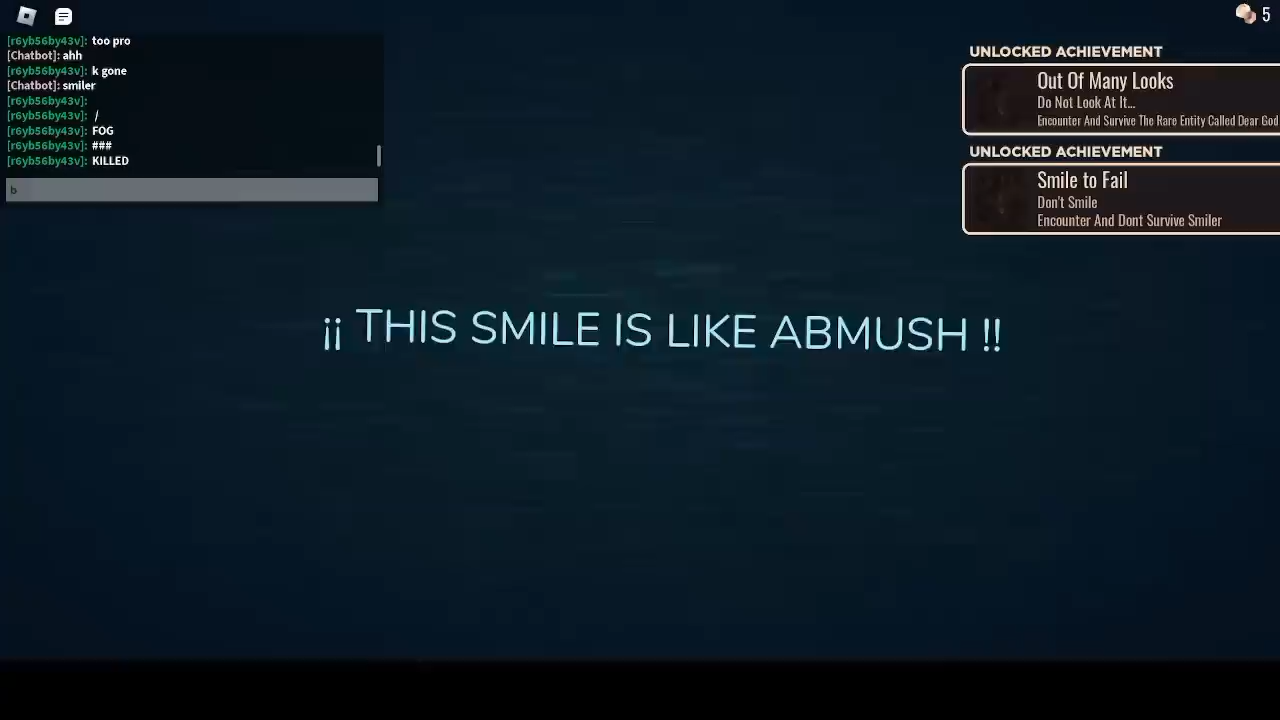 5
[r6yb56by43v]: too pro
[Chatbot]: ahh
[r6yb56by43v]: k gone
[Chatbot]: smiler
[r6yb56by43v]:
[r6yb56by43v]: /
[r6yb56by43v]: FOG
[r6yb56by43v]: ###
[r6yb56by43v]: KILLED
b
UNLOCKED ACHIEVEMENT
Out Of Many Looks
Do Not Look At It...
Encounter And Survive The Rare Entity Called Dear God
UNLOCKED ACHIEVEMENT
Smile to Fail
Don't Smile
Encounter And Dont Survive Smiler
¡¡ THIS SMILE IS LIKE ABMUSH !!